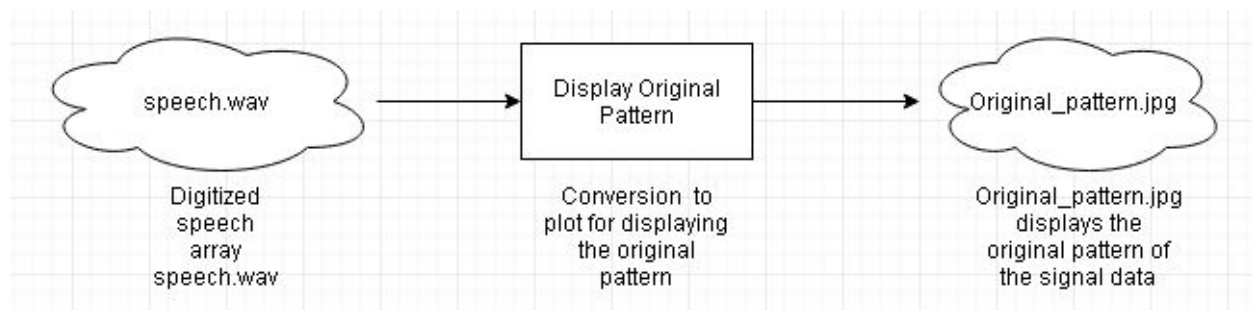 speech.wav
Display Original
Pattern
Original_pattern.jpg
Digitized
speech
array
speech.wav
Conversion to
plot for displaying
the original
pattern
Original_pattern.jpg
displays the
original pattern of
the signal data